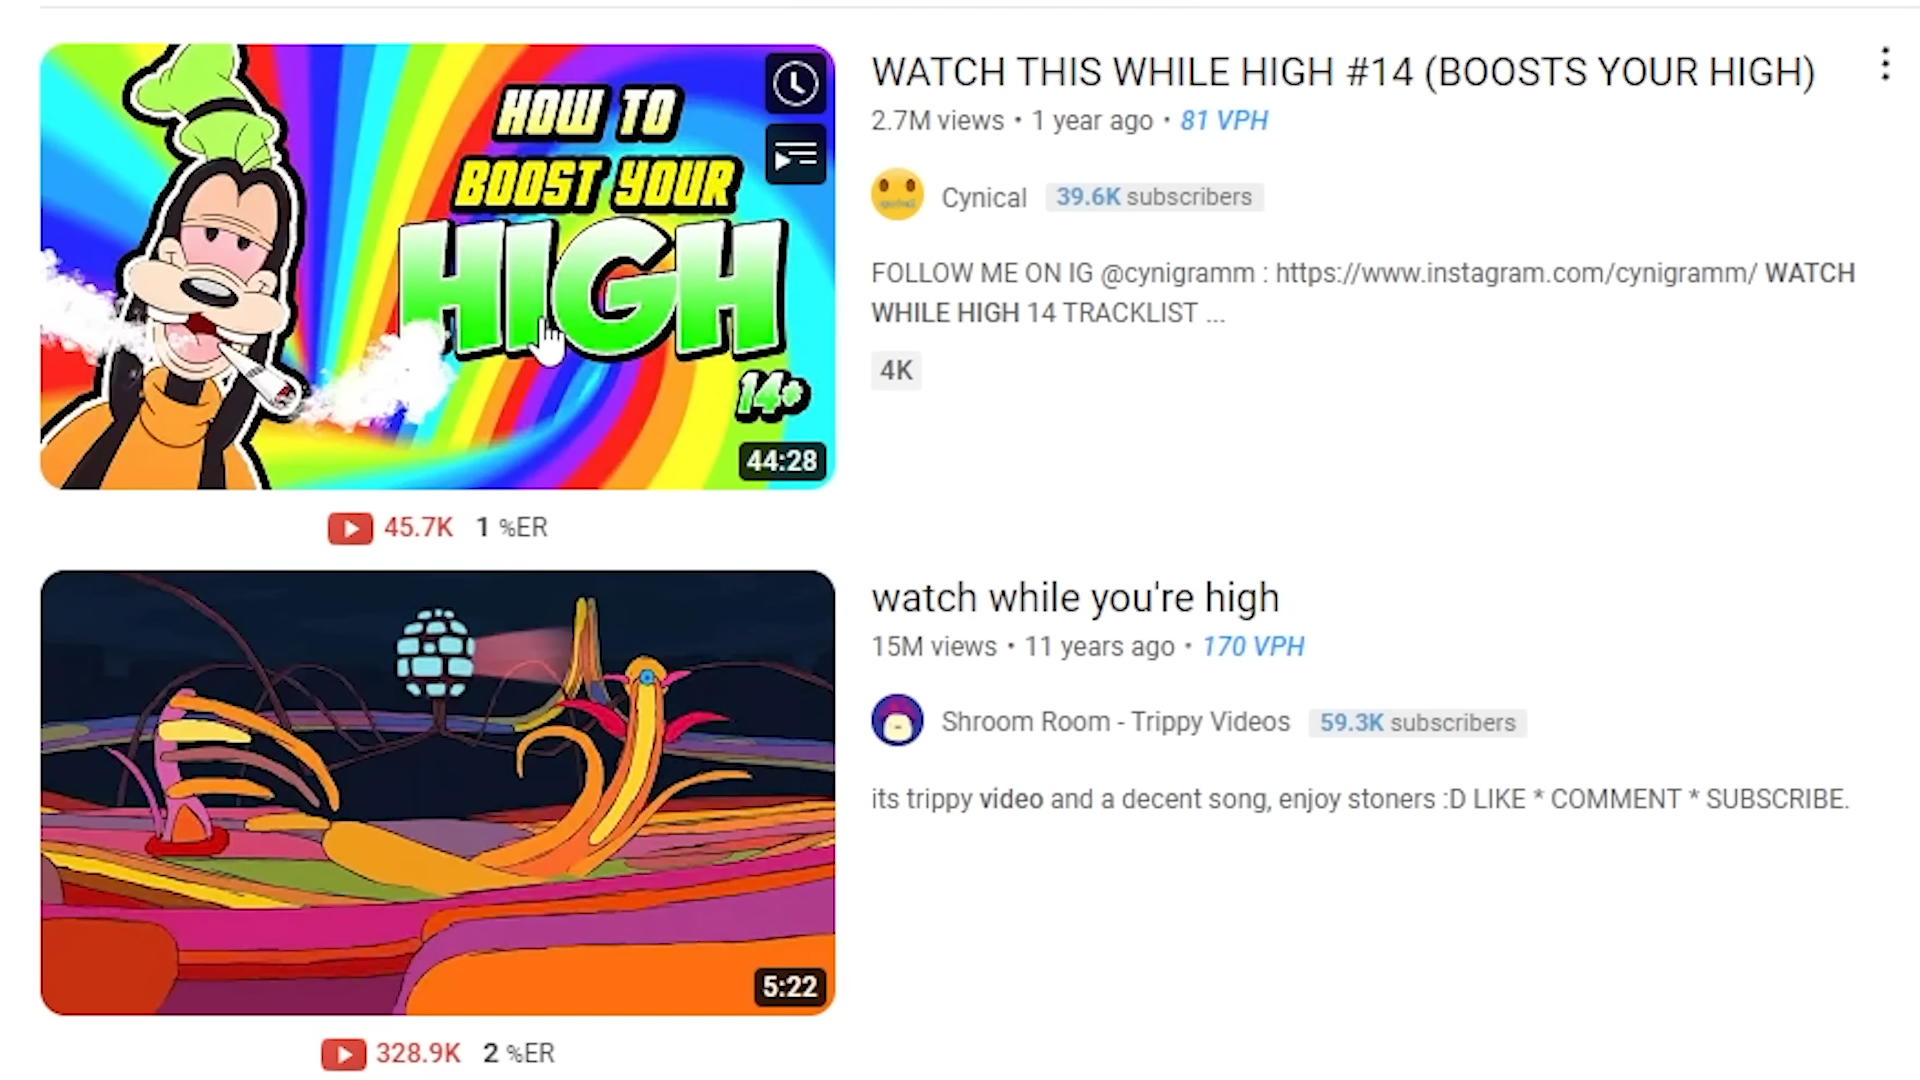 HOW TO
BOOST YOUR
HIGH
14+
44:28
WATCH THIS WHILE HIGH #14 (BOOSTS YOUR HIGH)
2.7M views • 1 year ago • 81 VPH
Cynical 39.6K subscribers
FOLLOW ME ON IG @cynigramm : https://www.instagram.com/cynigramm/ WATCH
WHILE HIGH 14 TRACKLIST ...
4K
45.7K 1 %ER
5:22
watch while you're high
15M views • 11 years ago • 170 VPH
Shroom Room - Trippy Videos 59.3K subscribers
its trippy video and a decent song, enjoy stoners :D LIKE * COMMENT * SUBSCRIBE.
328.9K 2 %ER